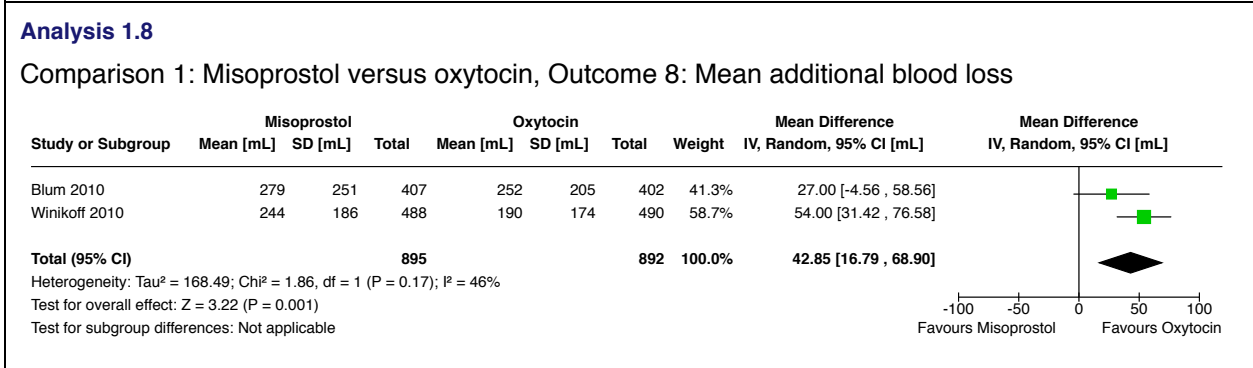 Analysis 1.8
Comparison 1: Misoprostol versus oxytocin, Outcome 8: Mean additional blood loss
Misoprostol Oxytocin Mean Difference Mean Difference
Study or Subgroup Mean [mL] SD [mL] Total Mean [mL] SD [mL] Total Weight IV, Random, 95% CI [mL] IV, Random, 95% CI [mL]
Blum 2010 279 251 407 252 205 402 41.3% 27.00 [-4.56 , 58.56]
Winikoff 2010 244 186 488 190 174 490 58.7% 54.00 [31.42 , 76.58]
Total (95% CI) 895 892 100.0% 42.85 [16.79 , 68.90]
Heterogeneity: Tau² = 168.49; Chi² = 1.86, df = 1 (P = 0.17); I² = 46%
Test for overall effect: Z = 3.22 (P = 0.001)
Test for subgroup differences: Not applicable
-100 -50 0 50 100
Favours Misoprostol Favours Oxytocin